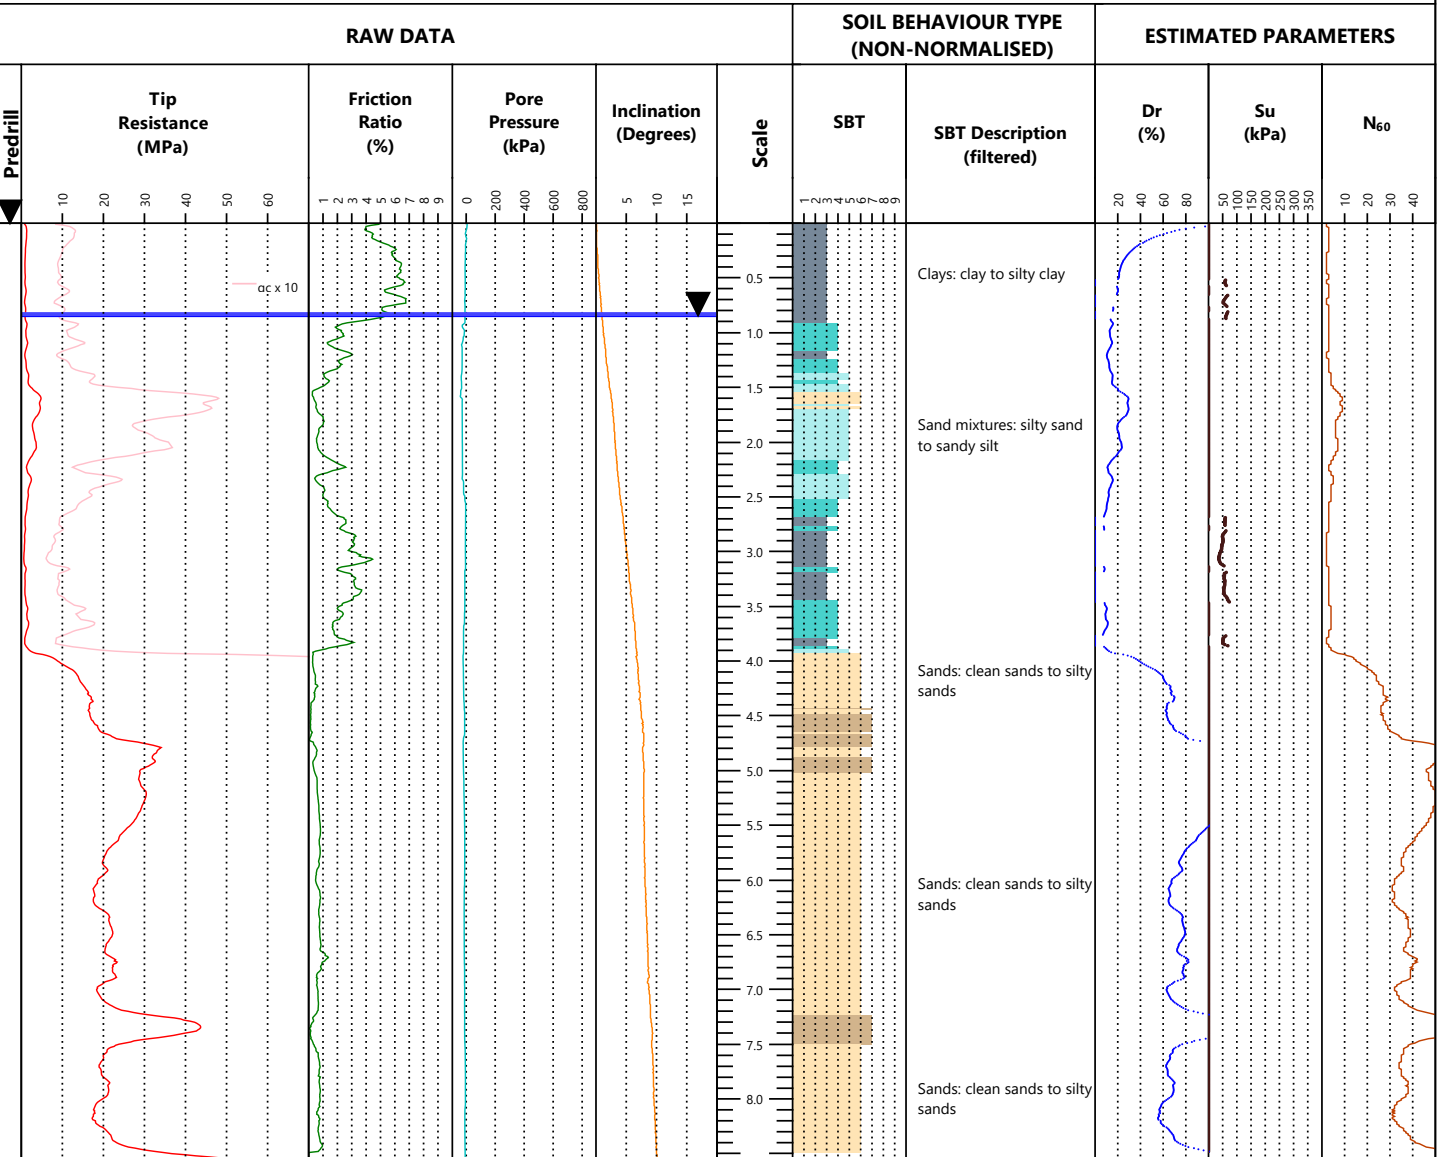 RAW DATA
SOIL BEHAVIOUR TYPE
(NON-NORMALISED)
ESTIMATED PARAMETERS
Predrill
Tip
Resistance
(MPa)
Friction
Ratio
(%)
Pore
Pressure
(kPa)
Inclination
(Degrees)
Scale
SBT
SBT Description
(filtered)
Dr
(%)
Su
(kPa)
N60
10 20 30 40 50 60
1 2 3 4 5 6 7 8 9
0 200 400 600 800
5 10 15
1 2 3 4 5 6 7 8 9
20 40 60 80
50 100 150 200 250 300 350
10 20 30 40
qc x 10
0.5
1.0
1.5
2.0
2.5
3.0
3.5
4.0
4.5
5.0
5.5
6.0
6.5
7.0
7.5
8.0
Clays: clay to silty clay
Sand mixtures: silty sand
to sandy silt
Sands: clean sands to silty
sands
Sands: clean sands to silty
sands
Sands: clean sands to silty
sands